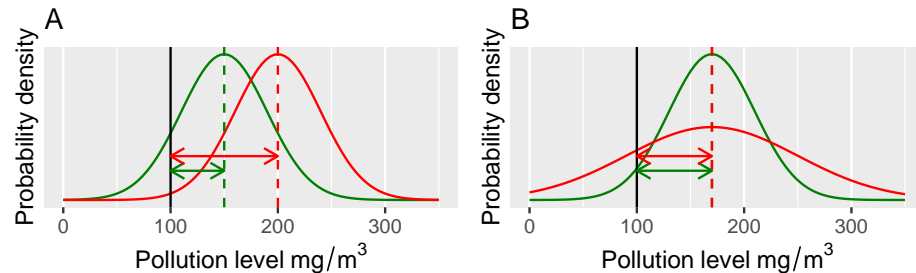 A
Probability density
0 100 200 300
Pollution level mg/m³
B
Probability density
0 100 200 300
Pollution level mg/m³